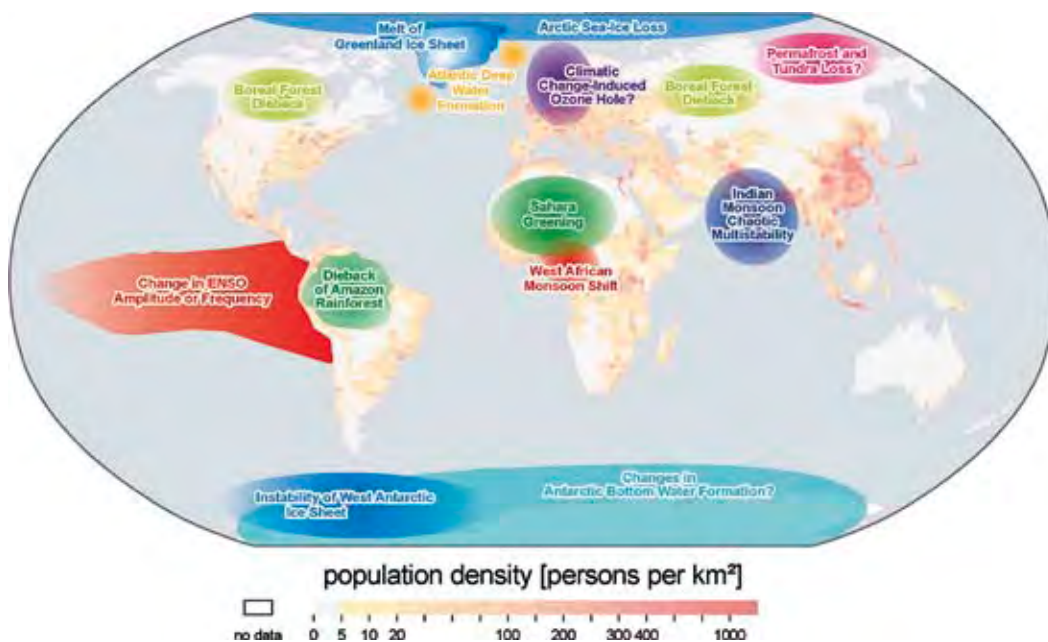 Melt of
Greenland Ice Sheet
Arctic Sea-Ice Loss
Atlantic Deep
Water
Formation
Climatic
Change-Induced
Ozone Hole?
Permafrost and
Tundra Loss?
Boreal Forest
Dieback
Boreal Forest
Dieback
Sahara
Greening
Indian
Monsoon
Chaotic
Multistability
West African
Monsoon Shift
Change in ENSO
Amplitude or Frequency
Dieback
of Amazon
Rainforest
Instability of West Antarctic
Ice Sheet
Changes in
Antarctic Bottom Water Formation?
population density [persons per km²]
no data 0 5 10 20 100 200 300 400 1000